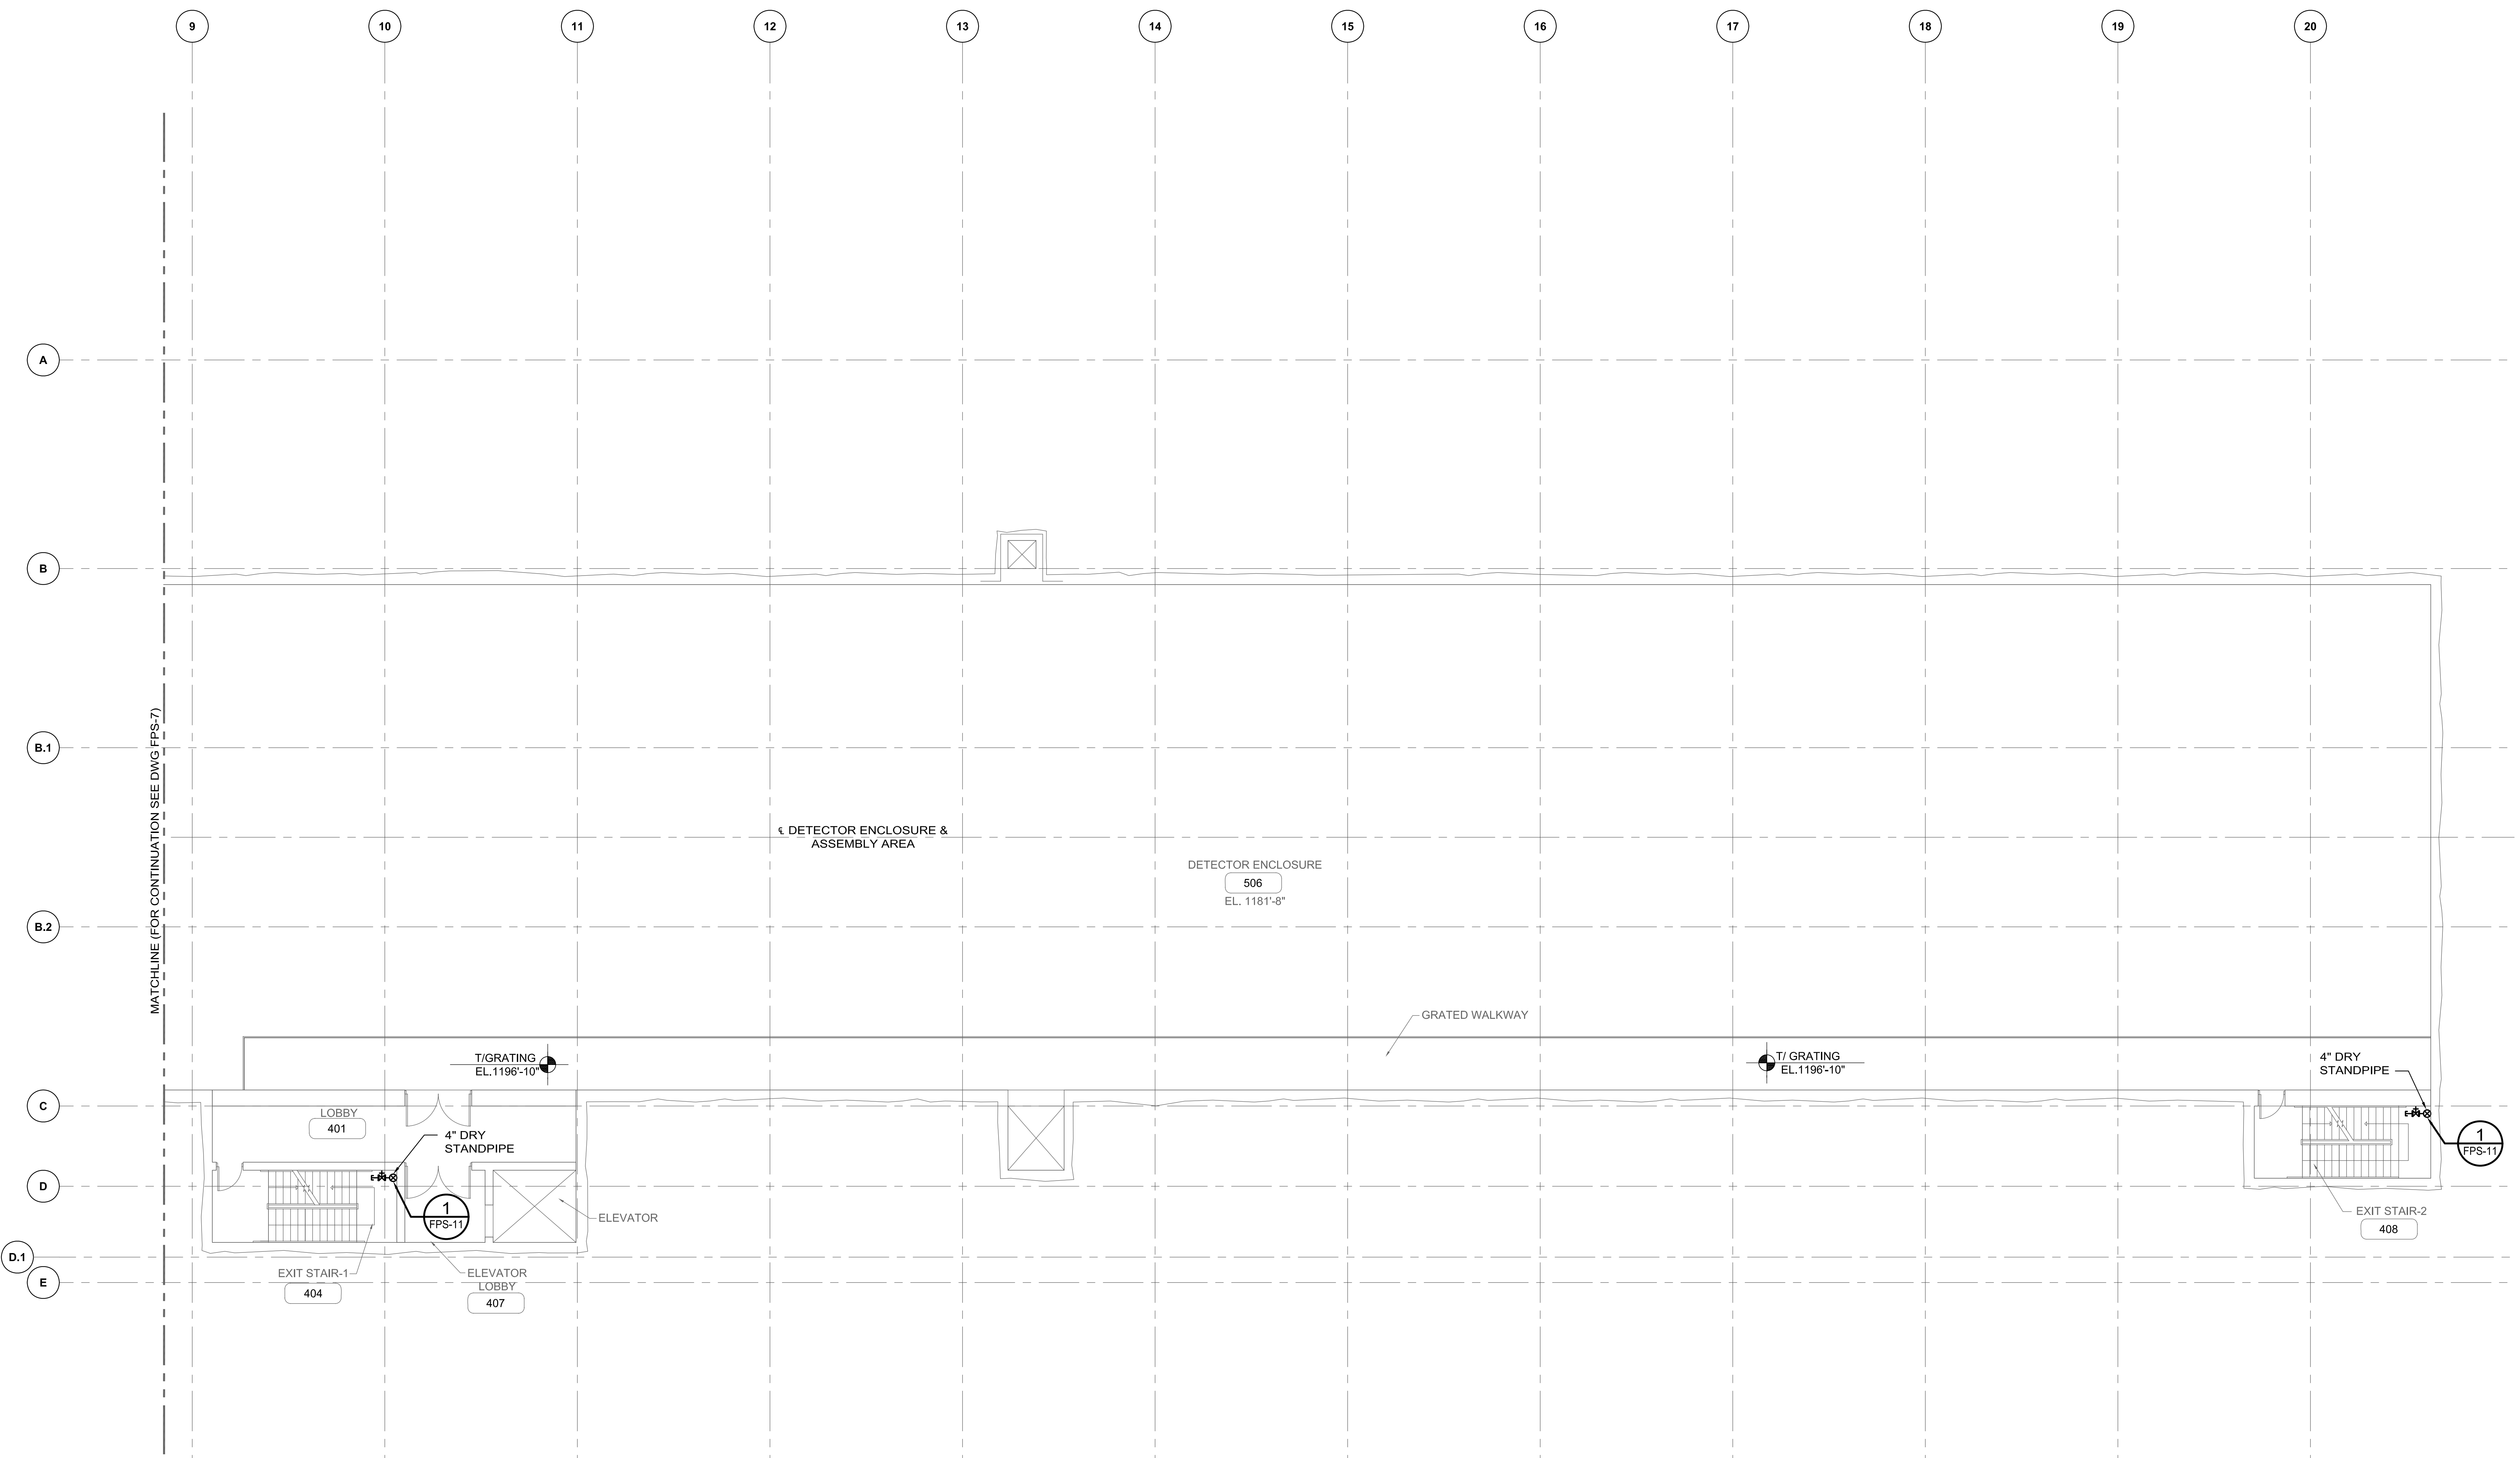 9
10
11
12
13
14
15
16
17
18
19
20
A
B
B.1
MATCHLINE (FOR CONTINUATION SEE DWG FPS-7)
℄ DETECTOR ENCLOSURE &
ASSEMBLY AREA
DETECTOR ENCLOSURE
506
EL. 1181'-8"
B.2
GRATED WALKWAY
T/GRATING
EL.1196'-10"
T/ GRATING
EL.1196'-10"
4" DRY
STANDPIPE
C
LOBBY
401
4" DRY
STANDPIPE
1
FPS-11
D
1
FPS-11
ELEVATOR
EXIT STAIR-2
408
D.1
E
EXIT STAIR-1
404
ELEVATOR
LOBBY
407